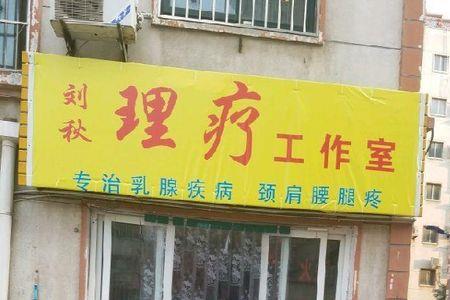 刘秋 理疗工作室
专治乳腺疾病 颈肩腰腿疼